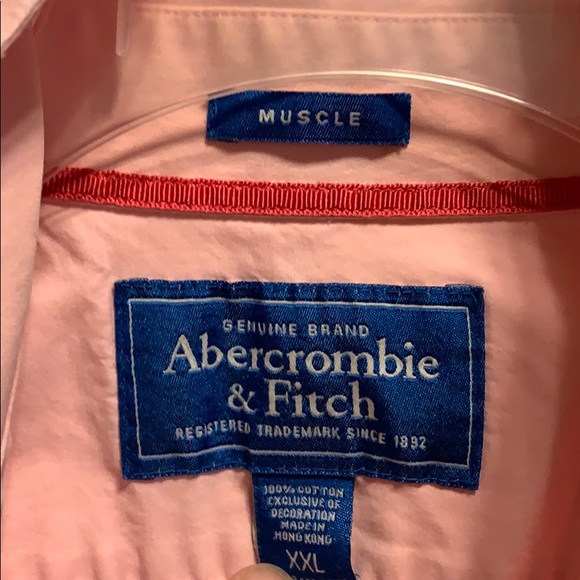 MUSCLE
GENUINE BRAND
Abercrombie
& Fitch
REGISTERED TRADEMARK SINCE 1892
100% COTTON
EXCLUSIVE OF
DECORATION
MADE IN
HONG KONG
XXL